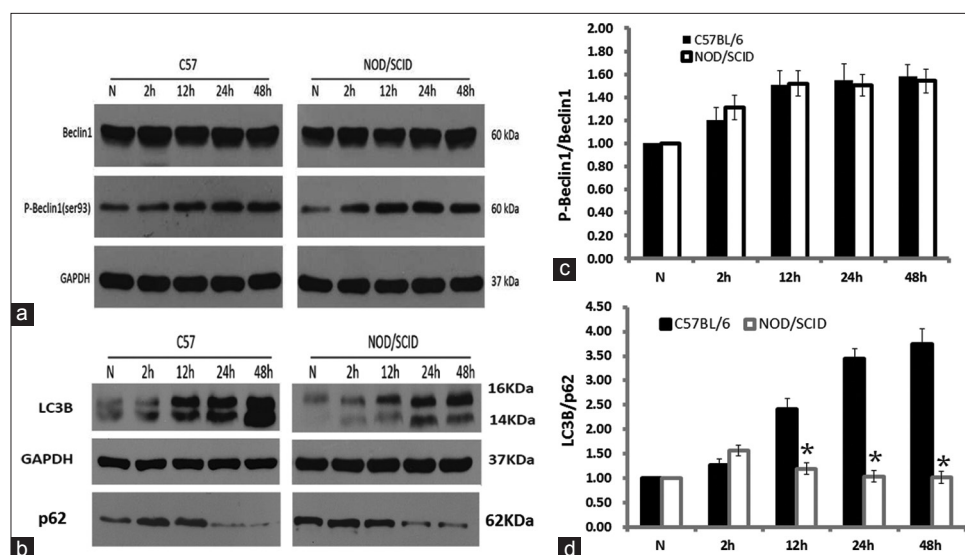 C57
NOD/SCID
N 2h 12h 24h 48h
N 2h 12h 24h 48h
Beclin1
60 kDa
P-Beclin1(ser93)
60 kDa
GAPDH
37 kDa
a
C57
NOD/SCID
N 2h 12h 24h 48h
N 2h 12h 24h 48h
LC3B
16KDa
14KDa
GAPDH
37KDa
p62
62KDa
b
P-Beclin1/Beclin1
2.00
1.80
1.60
1.40
1.20
1.00
0.80
0.60
0.40
0.20
0.00
C57BL/6
NOD/SCID
N 2h 12h 24h 48h
c
LC3B/p62
4.50
4.00
3.50
3.00
2.50
2.00
1.50
1.00
0.50
0.00
C57BL/6 NOD/SCID
* * *
N 2h 12h 24h 48h
d